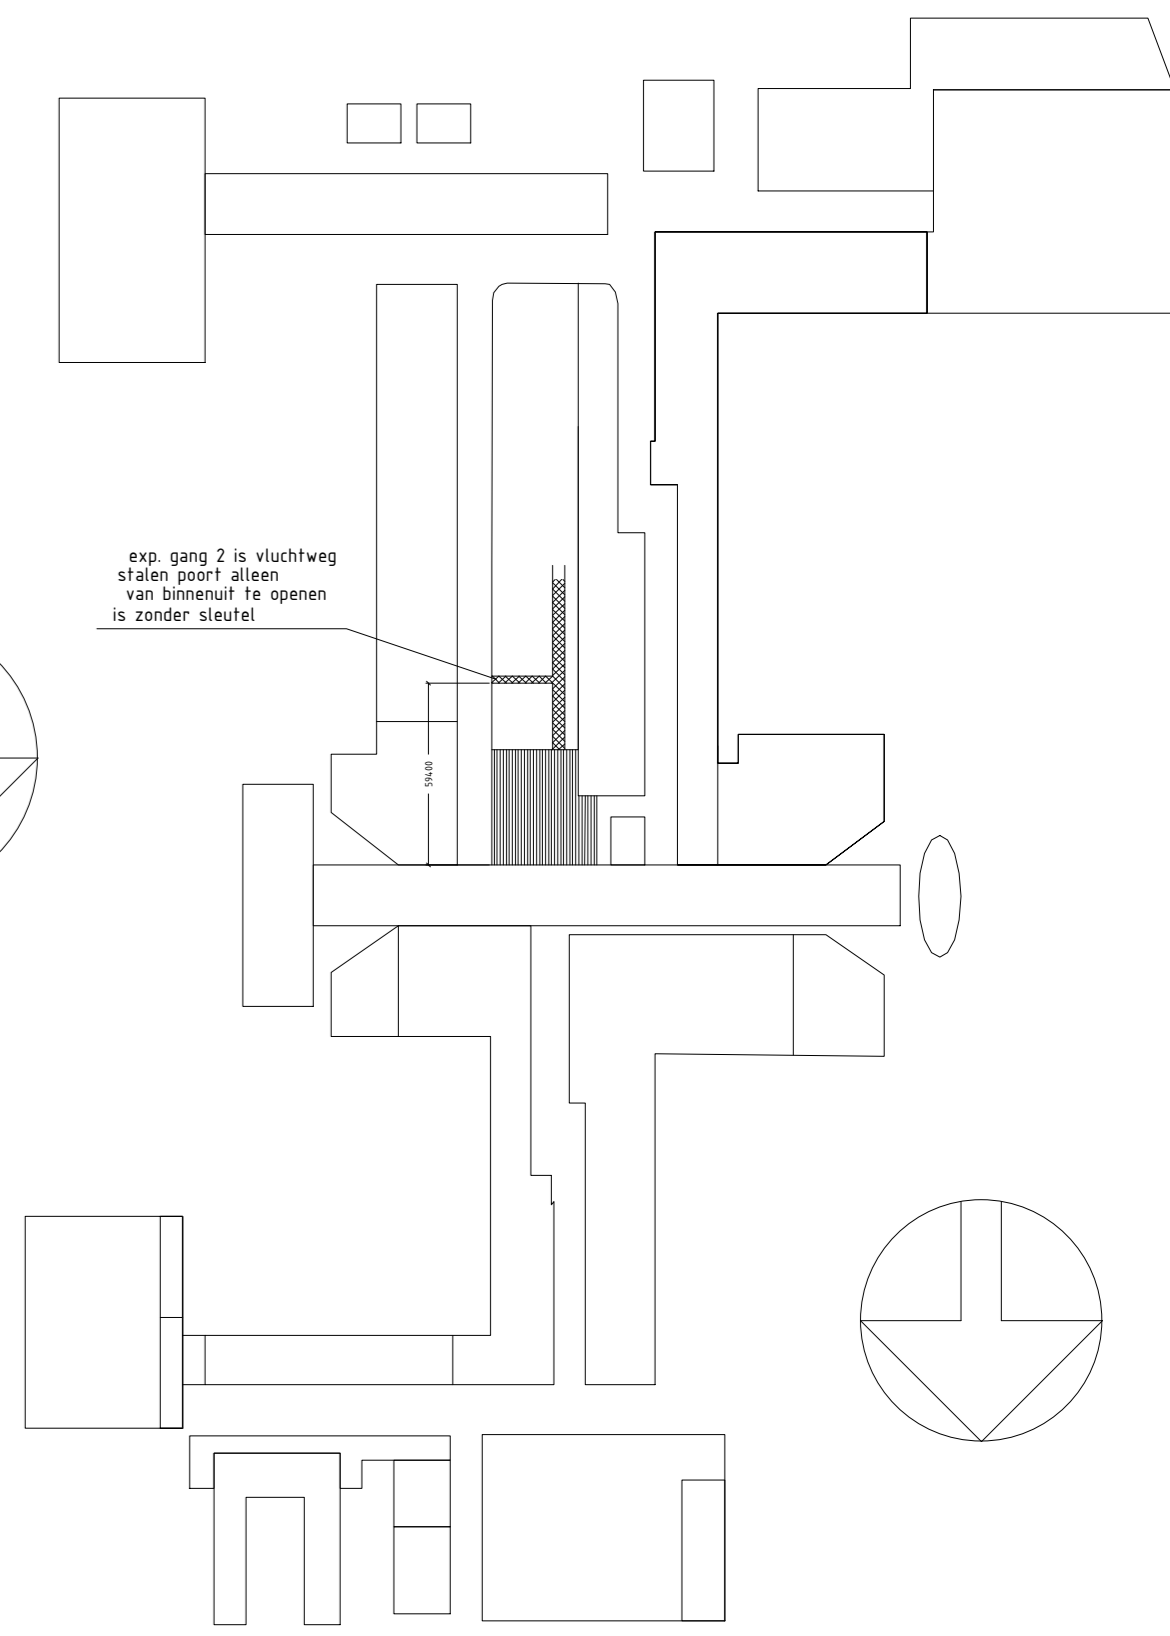 exp. gang 2 is vluchtweg
stalen poort alleen
van binnenuit te openen
is zonder sleutel
59400